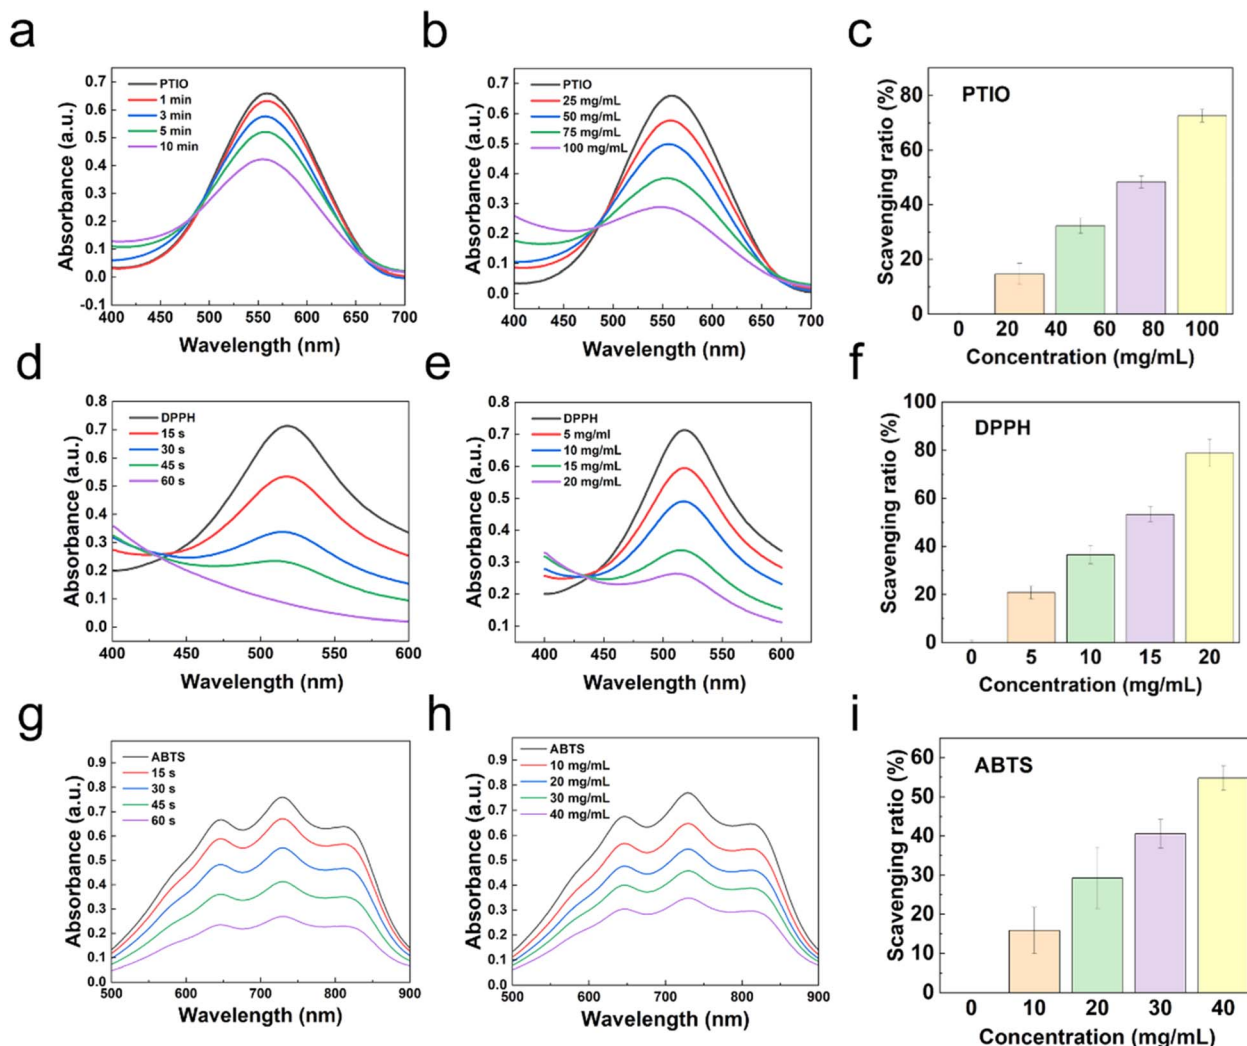 a
0.7
0.6
0.5
0.4
0.3
0.2
0.1
0.0
-0.1
Absorbance (a.u.)
PTIO
1 min
3 min
5 min
10 min
400 450 500 550 600 650 700
Wavelength (nm)
b
0.7
0.6
0.5
0.4
0.3
0.2
0.1
0.0
Absorbance (a.u.)
PTIO
25 mg/mL
50 mg/mL
75 mg/mL
100 mg/mL
400 450 500 550 600 650 700
Wavelength (nm)
c
PTIO
80
60
40
20
0
Scavenging ratio (%)
0 20 40 60 80 100
Concentration (mg/mL)
d
0.8
0.7
0.6
0.5
0.4
0.3
0.2
0.1
0.0
Absorbance (a.u.)
DPPH
15 s
30 s
45 s
60 s
400 450 500 550 600
Wavelength (nm)
e
0.8
0.7
0.6
0.5
0.4
0.3
0.2
0.1
Absorbance (a.u.)
DPPH
5 mg/ml
10 mg/mL
15 mg/mL
20 mg/mL
400 450 500 550 600
Wavelength (nm)
f
DPPH
100
80
60
40
20
0
Scavenging ratio (%)
0 5 10 15 20
Concentration (mg/mL)
g
0.9
0.8
0.7
0.6
0.5
0.4
0.3
0.2
0.1
0.0
Absorbance (a.u.)
ABTS
15 s
30 s
45 s
60 s
500 600 700 800 900
Wavelength (nm)
h
0.9
0.8
0.7
0.6
0.5
0.4
0.3
0.2
0.1
0.0
Absorbance (a.u.)
ABTS
10 mg/mL
20 mg/mL
30 mg/mL
40 mg/mL
500 600 700 800 900
Wavelength (nm)
i
ABTS
60
50
40
30
20
10
0
Scavenging ratio (%)
0 10 20 30 40
Concentration (mg/mL)